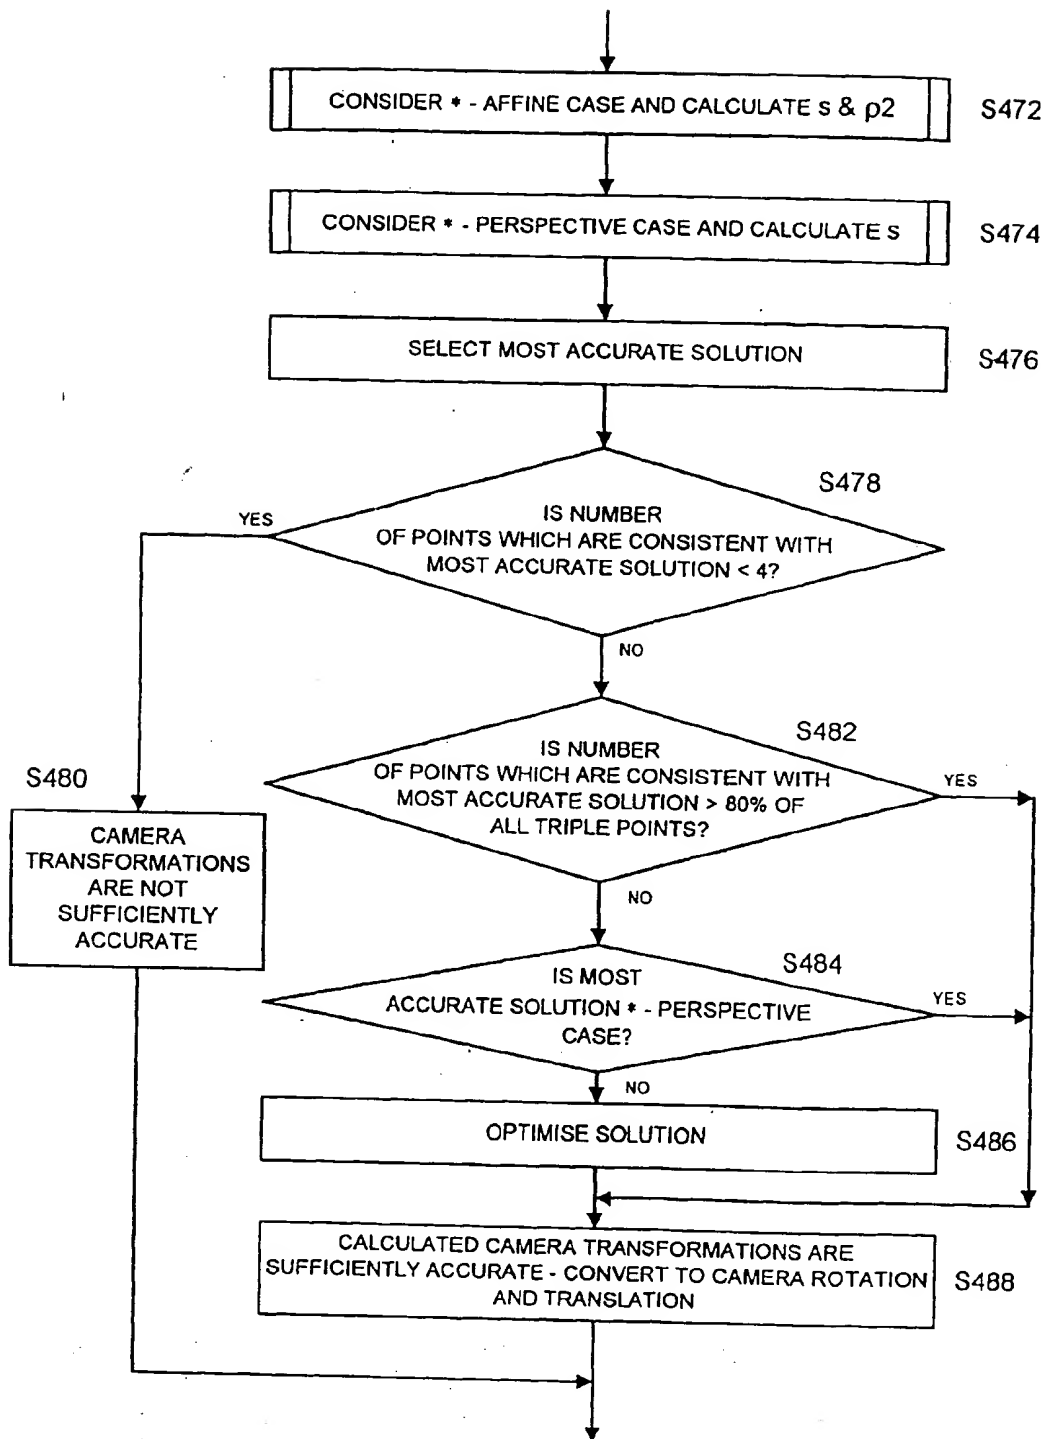 CONSIDER * - AFFINE CASE AND CALCULATE s & ρ2
S472
CONSIDER * - PERSPECTIVE CASE AND CALCULATE s
S474
SELECT MOST ACCURATE SOLUTION
S476
S478
YES
IS NUMBER
OF POINTS WHICH ARE CONSISTENT WITH
MOST ACCURATE SOLUTION < 4?
NO
S482
IS NUMBER
OF POINTS WHICH ARE CONSISTENT WITH
MOST ACCURATE SOLUTION > 80% OF
ALL TRIPLE POINTS?
YES
S480
CAMERA
TRANSFORMATIONS
ARE NOT
SUFFICIENTLY
ACCURATE
NO
S484
IS MOST
ACCURATE SOLUTION * - PERSPECTIVE
CASE?
YES
NO
OPTIMISE SOLUTION
S486
CALCULATED CAMERA TRANSFORMATIONS ARE
SUFFICIENTLY ACCURATE - CONVERT TO CAMERA ROTATION
AND TRANSLATION
S488